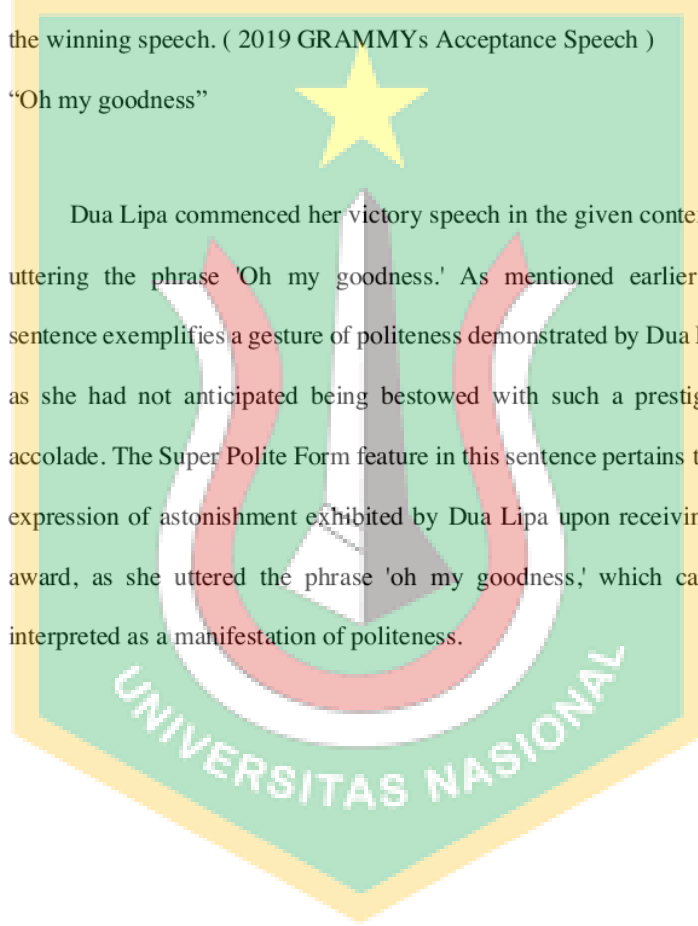 the winning speech. ( 2019 GRAMMYs Acceptance Speech )
“Oh my goodness”
Dua Lipa commenced her victory speech in the given conte
uttering the phrase 'Oh my goodness.' As mentioned earlier
sentence exemplifies a gesture of politeness demonstrated by Dua
as she had not anticipated being bestowed with such a prestig
accolade. The Super Polite Form feature in this sentence pertains t
expression of astonishment exhibited by Dua Lipa upon receivin
award, as she uttered the phrase 'oh my goodness,' which ca
interpreted as a manifestation of politeness.
UNIVERSITAS NASIONAL